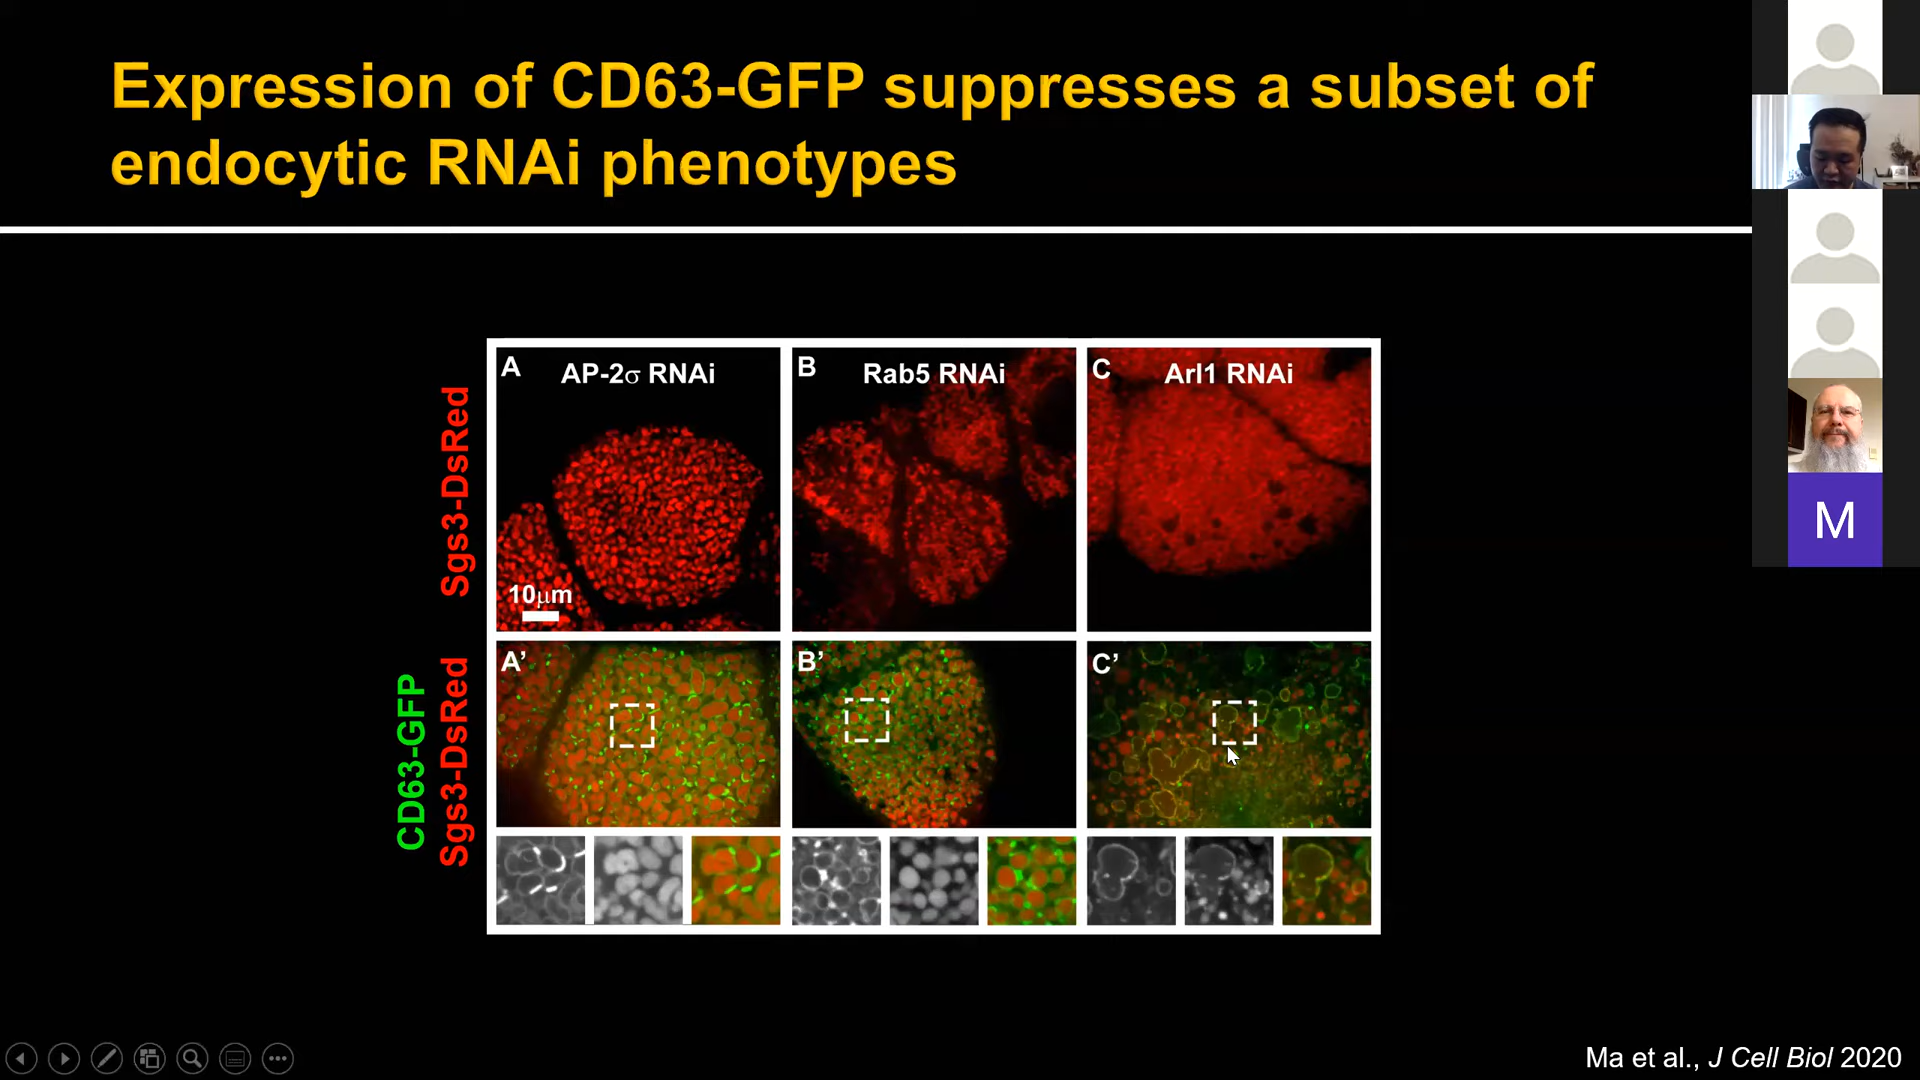 Expression of CD63-GFP suppresses a subset of
endocytic RNAi phenotypes
A
AP-2σ RNAi
B
Rab5 RNAi
C
Arl1 RNAi
Sgs3-DsRed
10μm
A’
B’
C’
CD63-GFP
Sgs3-DsRed
M
Ma et al., J Cell Biol 2020